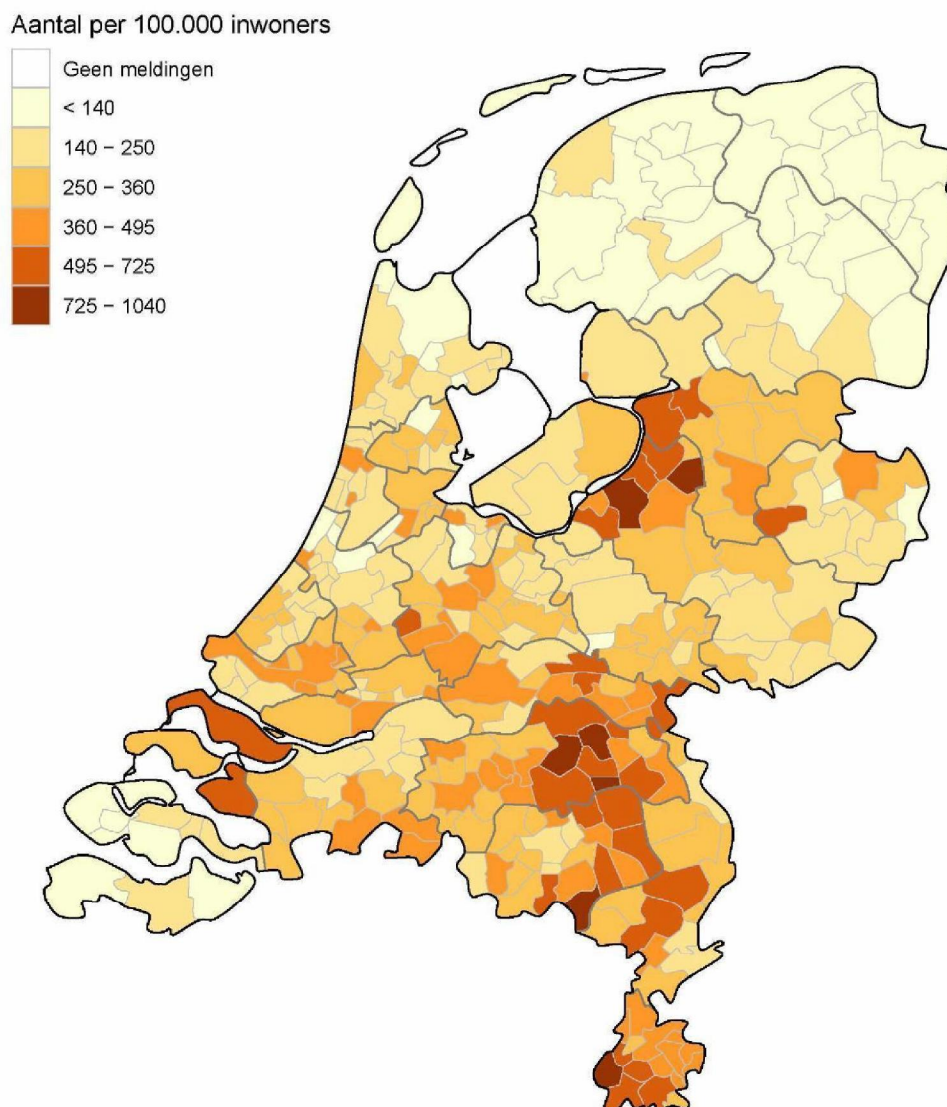 Aantal per 100.000 inwoners
Geen meldingen
< 140
140 − 250
250 − 360
360 − 495
495 − 725
725 − 1040